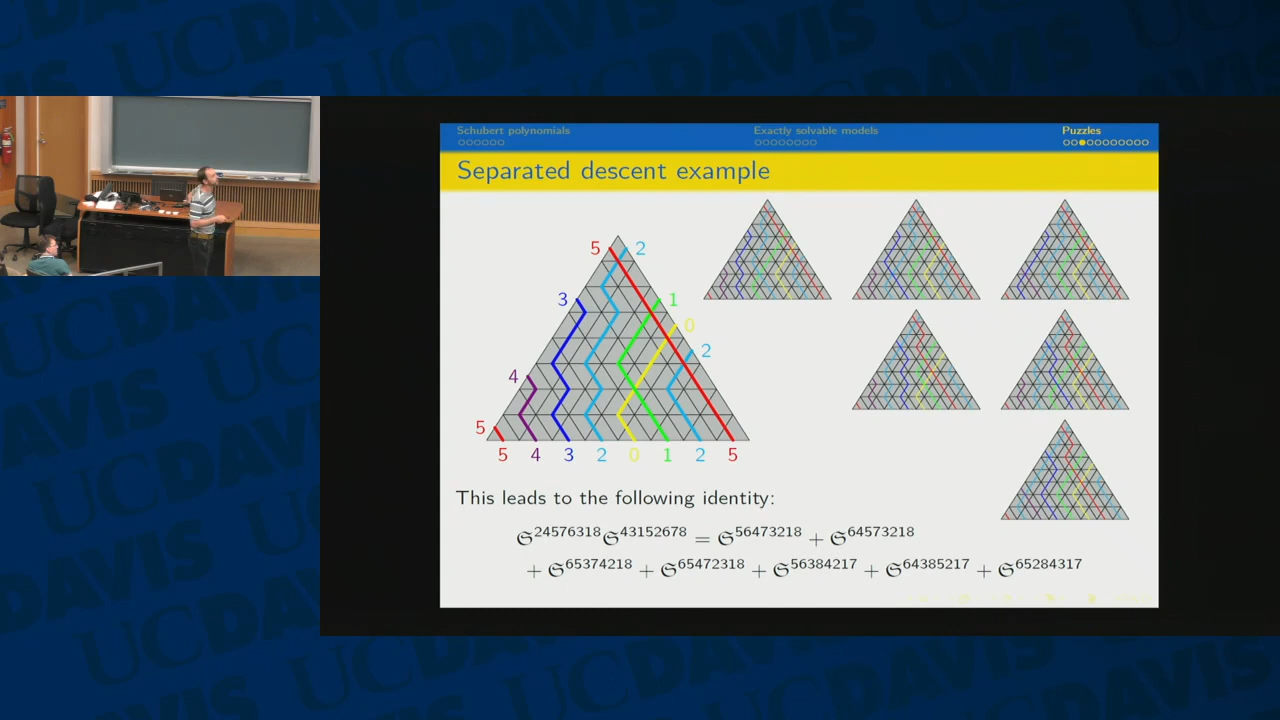 UC DAVIS
Schubert polynomials Exactly solvable models Puzzles
Separated descent example
5 2
3 1
0
2
4
5
5 4 3 2 0 1 2 5
This leads to the following identity:
𝔖^24576318 𝔖^43152678 = 𝔖^56473218 + 𝔖^64573218
+ 𝔖^65374218 + 𝔖^65472318 + 𝔖^56384217 + 𝔖^64385217 + 𝔖^65284317